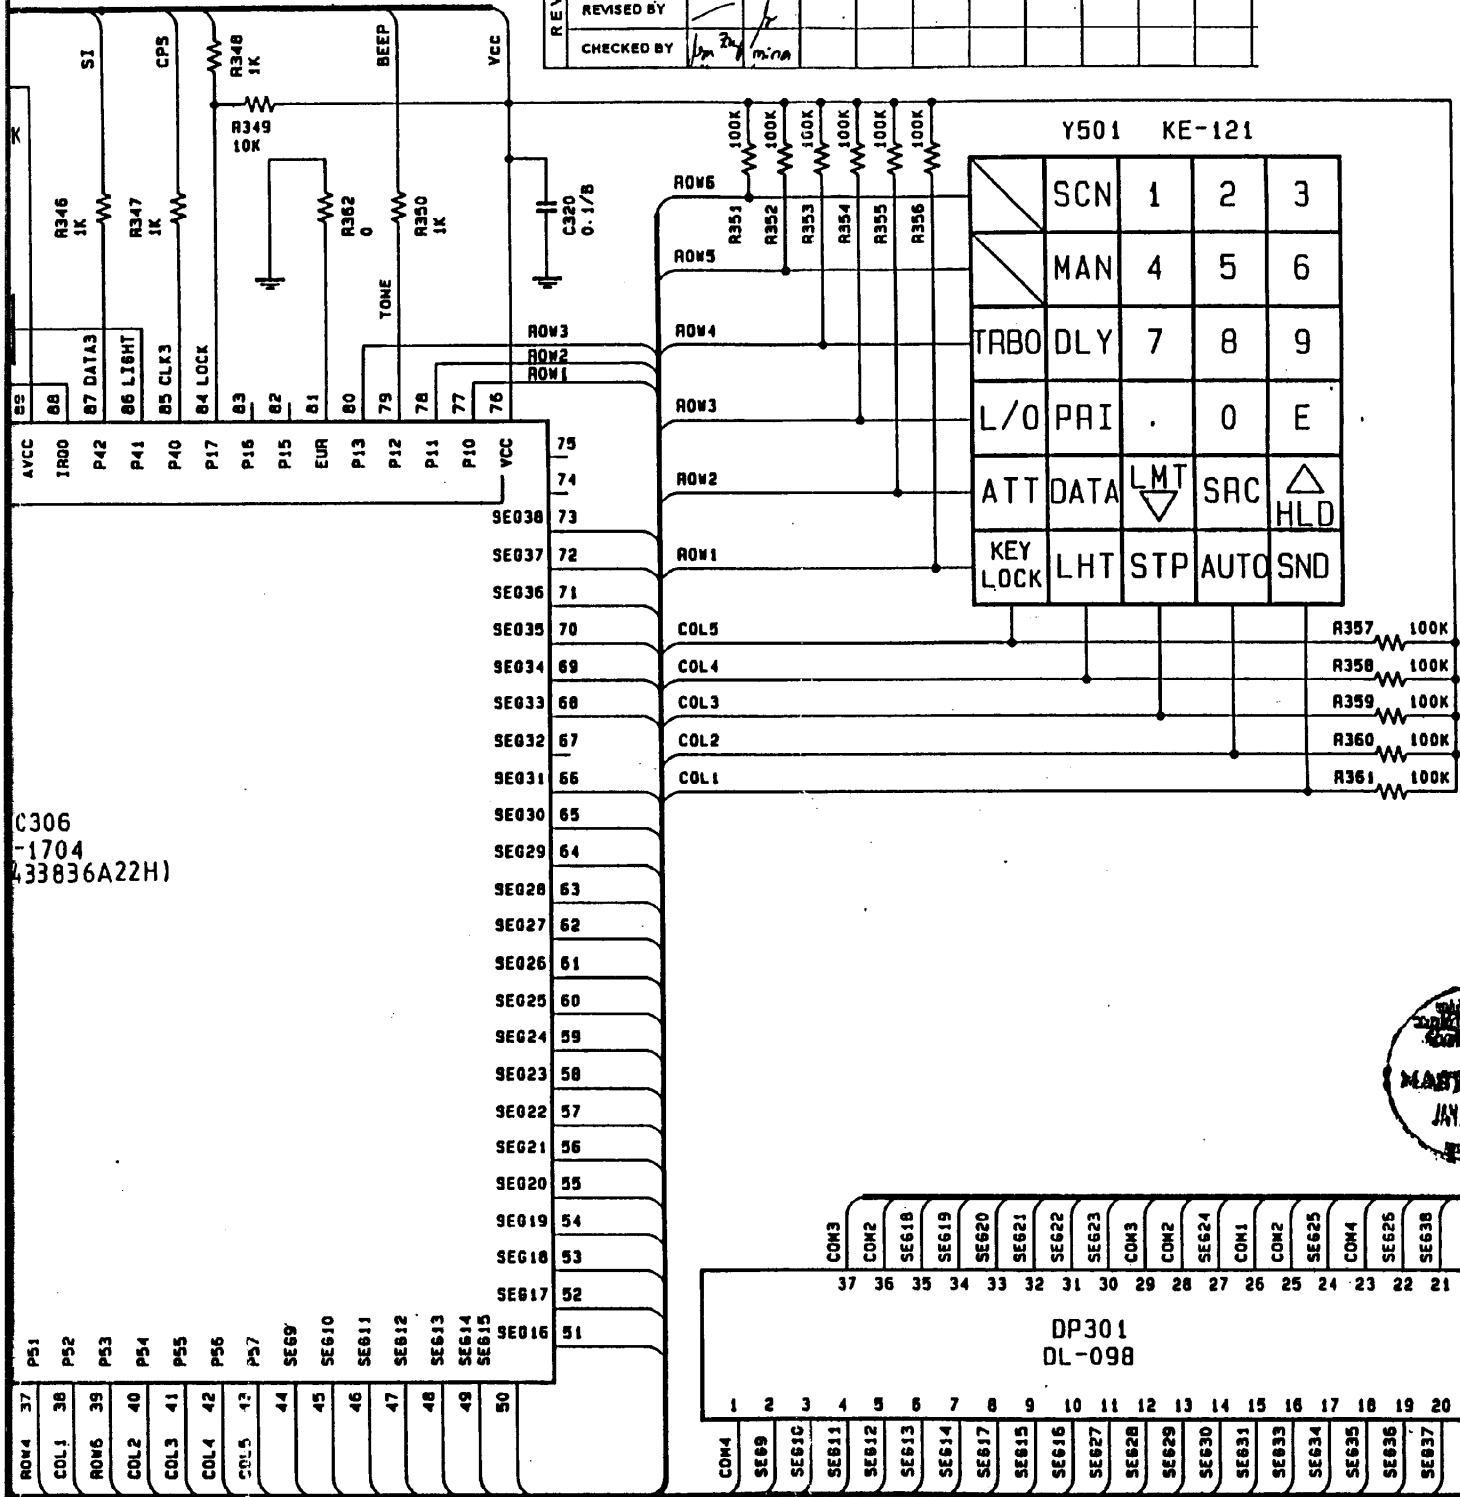 REV
REVISED BY
CHECKED BY
SI
CPS
R348
1K
BEEP
VCC
K
R349
10K
R346
1K
R347
1K
R362
0
R350
1K
C320
0.1/B
TONE
87 DATA3
86 LIGHT
85 CLK3
84 LOCK
89
88
83
82
81
80
79
78
77
76
AVCC
IRQ0
P42
P41
P40
P17
P16
P15
EUR
P13
P12
P11
P10
VCC
ROW3
ROW2
ROW1
100K
100K
100K
100K
100K
100K
R351
R352
R353
R354
R355
R356
Y501 KE-121
SCN 1 2 3
MAN 4 5 6
TRBO DLY 7 8 9
L/O PRI . 0 E
ATT DATA LMT SRC HLD
KEY LOCK LHT STP AUTO SND
ROW6
ROW5
ROW4
ROW3
ROW2
ROW1
COL5
COL4
COL3
COL2
COL1
R357 100K
R358 100K
R359 100K
R360 100K
R361 100K
75
74
SEG38 73
SEG37 72
SEG36 71
SEG35 70
SEG34 69
SEG33 68
SEG32 67
SEG31 66
SEG30 65
SEG29 64
SEG28 63
SEG27 62
SEG26 61
SEG25 60
SEG24 59
SEG23 58
SEG22 57
SEG21 56
SEG20 55
SEG19 54
SEG18 53
SEG17 52
SEG16 51
C306
-1704
433836A22H)
P51
P52
P53
P54
P55
P56
P57
SEG9
SEG10
SEG11
SEG12
SEG13
SEG14
SEG15
37
38
39
40
41
42
43
44
45
46
47
48
49
50
ROW4
COL1
ROW6
COL2
COL3
COL4
COL5
COM3
COM2
SEG18
SEG19
SEG20
SEG21
SEG22
SEG23
COM3
COM2
SEG24
COM1
COM2
SEG25
COM4
SEG26
SEG38
37 36 35 34 33 32 31 30 29 28 27 26 25 24 23 22 21
DP301
DL-098
1 2 3 4 5 6 7 8 9 10 11 12 13 14 15 16 17 18 19 20
COM4
SEG9
SEG10
SEG11
SEG12
SEG13
SEG14
SEG17
SEG15
SEG16
SEG27
SEG28
SEG29
SEG30
SEG31
SEG33
SEG34
SEG35
SEG36
SEG37